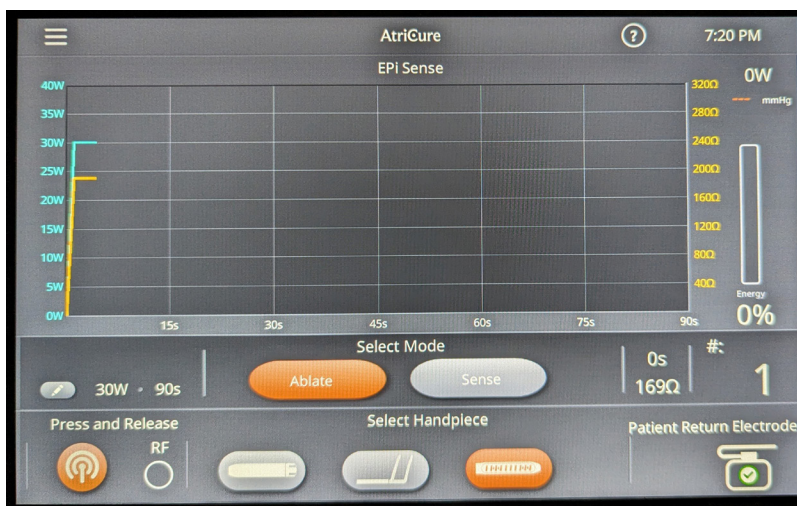 AtriCure
?
7:20 PM
EPi Sense
0W
mmHg
40W
35W
30W
25W
20W
15W
10W
5W
0W
320Ω
280Ω
240Ω
200Ω
160Ω
120Ω
80Ω
40Ω
15s
30s
45s
60s
75s
90s
Energy
0%
Select Mode
30W - 90s
Ablate
Sense
0s
169Ω
#:
1
Press and Release
RF
Select Handpiece
Patient Return Electrode